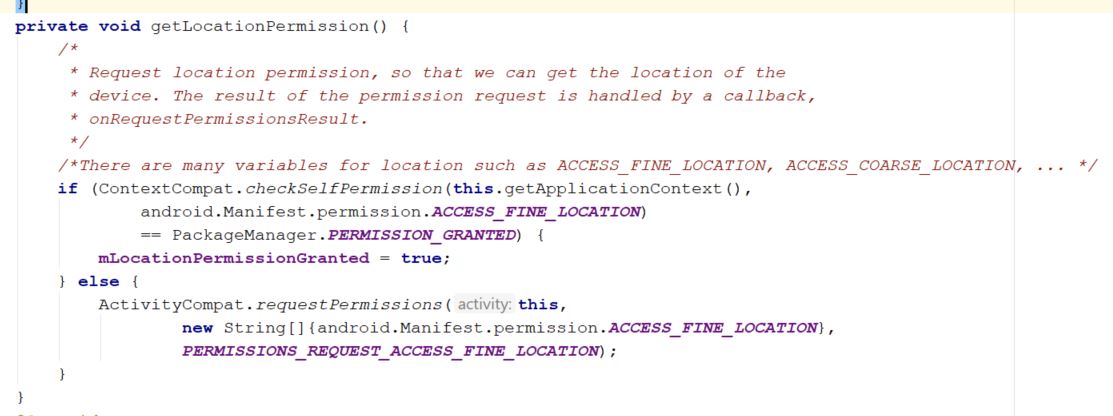 }
private void getLocationPermission() {
/*
* Request location permission, so that we can get the location of the
* device. The result of the permission request is handled by a callback,
* onRequestPermissionsResult.
*/
/*There are many variables for location such as ACCESS_FINE_LOCATION, ACCESS_COARSE_LOCATION, ... */
if (ContextCompat.checkSelfPermission(this.getApplicationContext(),
android.Manifest.permission.ACCESS_FINE_LOCATION)
== PackageManager.PERMISSION_GRANTED) {
mLocationPermissionGranted = true;
} else {
ActivityCompat.requestPermissions( activity: this,
new String[]{android.Manifest.permission.ACCESS_FINE_LOCATION},
PERMISSIONS_REQUEST_ACCESS_FINE_LOCATION);
}
}